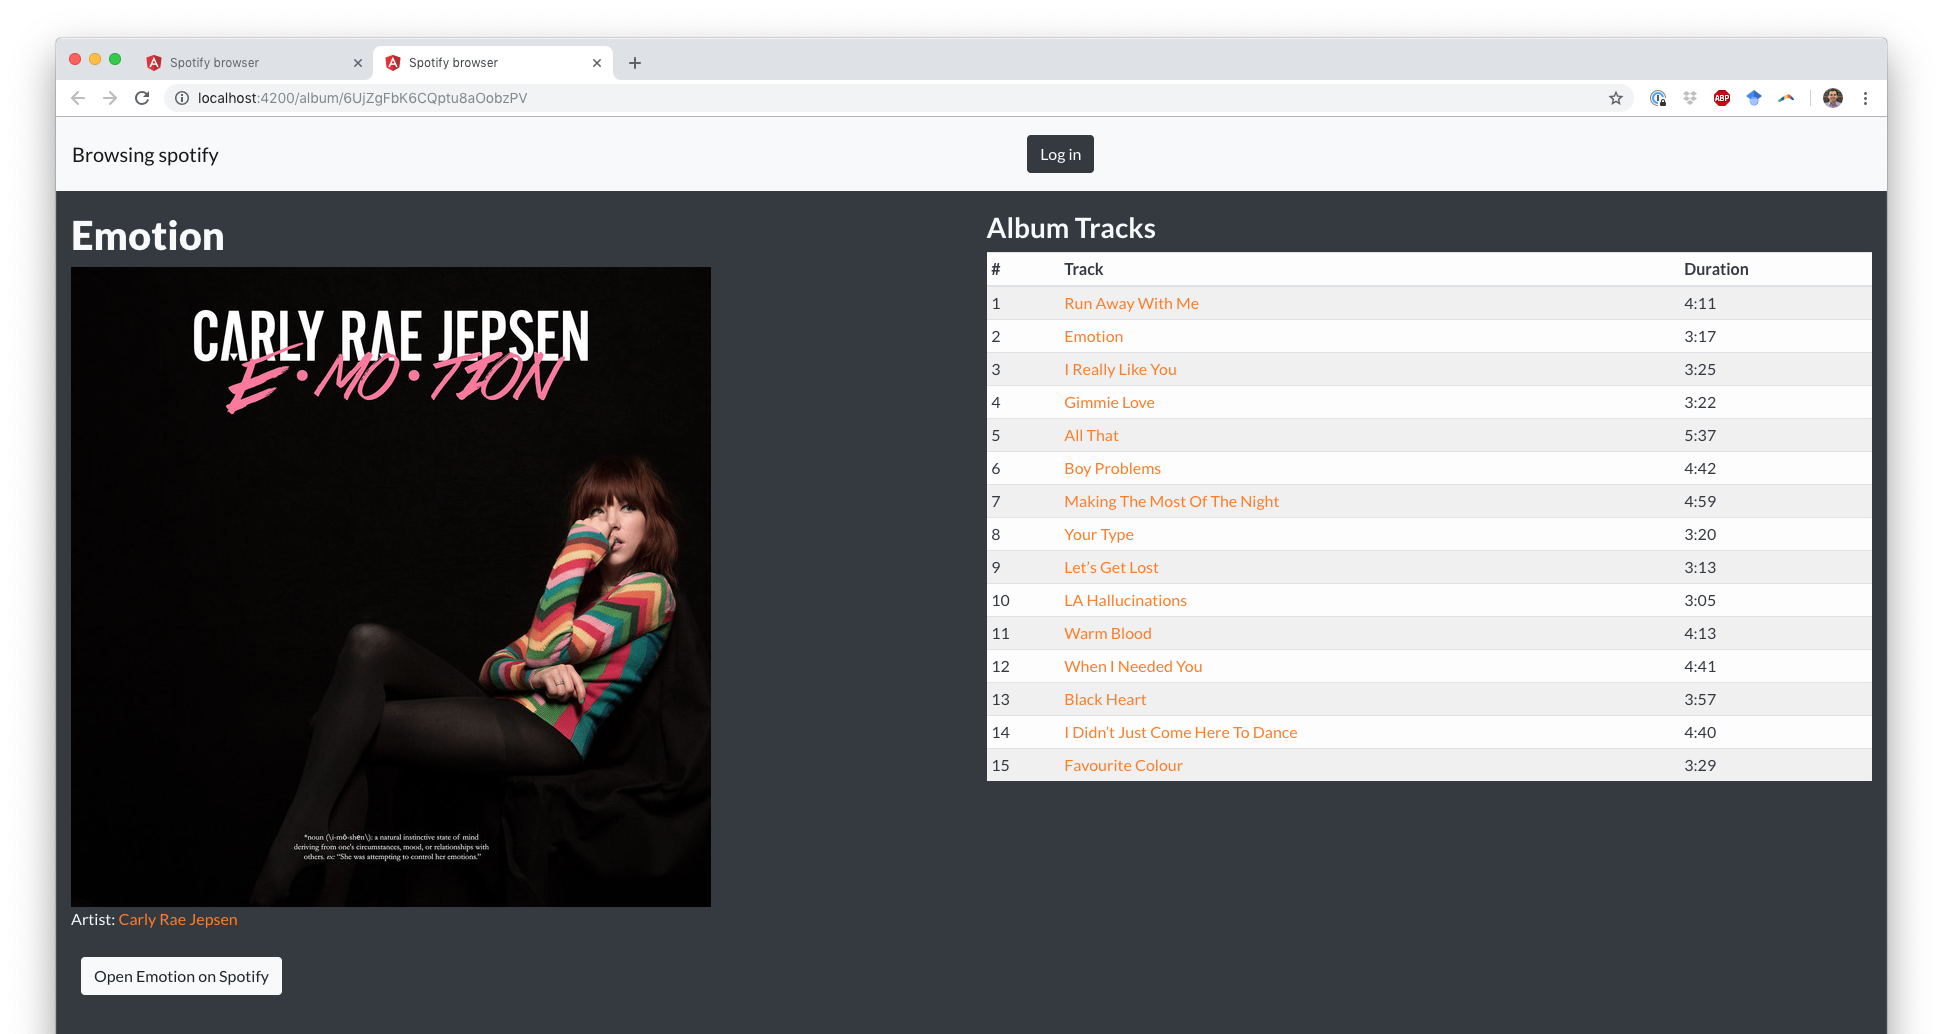 Spotify browser
Spotify browser
localhost:4200/album/6UjZgFbK6CQptu8aOobzPV
ABP
Browsing spotify
Log in
Emotion
CARLY RAE JEPSEN
E•MO•TION
*noun (\i-mō-shən\): a natural instinctive state of mind
deriving from one's circumstances, mood, or relationships with
others. ex: “She was attempting to control her emotions.”
Artist: Carly Rae Jepsen
Open Emotion on Spotify
Album Tracks
# Track Duration
1 Run Away With Me 4:11
2 Emotion 3:17
3 I Really Like You 3:25
4 Gimmie Love 3:22
5 All That 5:37
6 Boy Problems 4:42
7 Making The Most Of The Night 4:59
8 Your Type 3:20
9 Let’s Get Lost 3:13
10 LA Hallucinations 3:05
11 Warm Blood 4:13
12 When I Needed You 4:41
13 Black Heart 3:57
14 I Didn’t Just Come Here To Dance 4:40
15 Favourite Colour 3:29